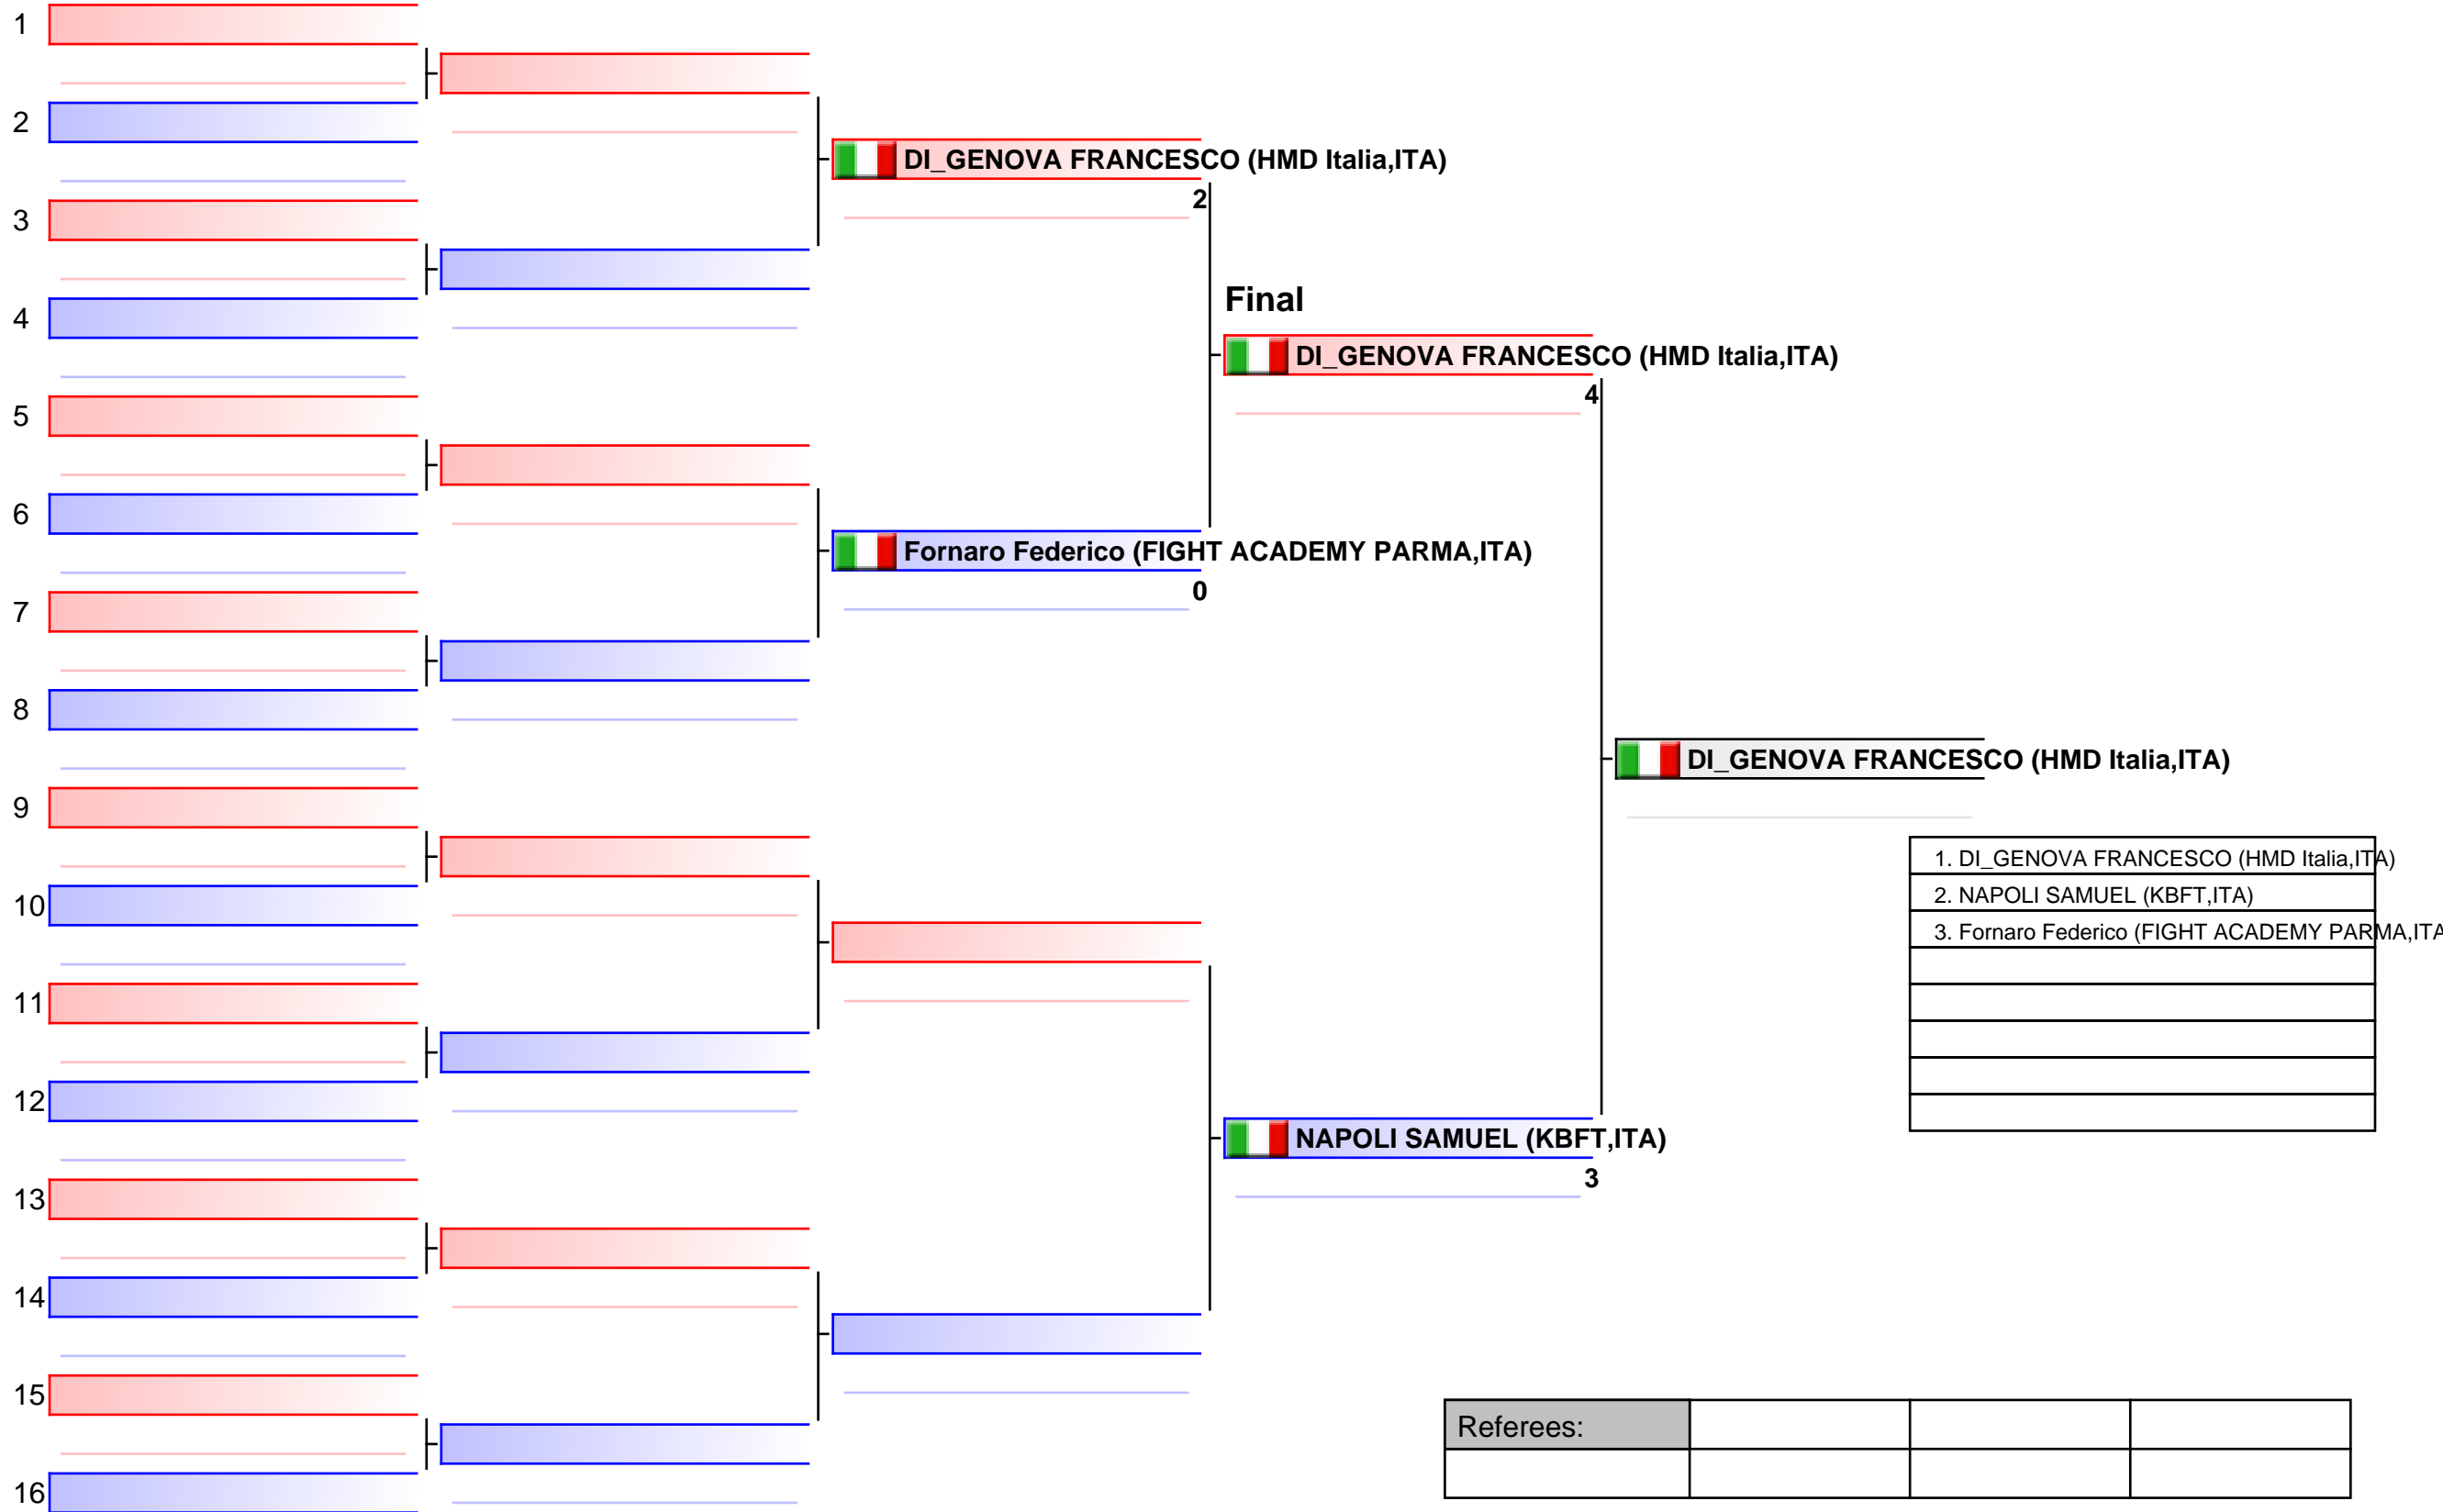 1
2
DI_GENOVA FRANCESCO (HMD Italia,ITA)
2
3
Final
4
DI_GENOVA FRANCESCO (HMD Italia,ITA)
4
5
6
Fornaro Federico (FIGHT ACADEMY PARMA,ITA)
0
7
8
DI_GENOVA FRANCESCO (HMD Italia,ITA)
9
1. DI_GENOVA FRANCESCO (HMD Italia,ITA)
2. NAPOLI SAMUEL (KBFT,ITA)
3. Fornaro Federico (FIGHT ACADEMY PARMA,ITA
10
11
12
NAPOLI SAMUEL (KBFT,ITA)
3
13
14
15
Referees:
16